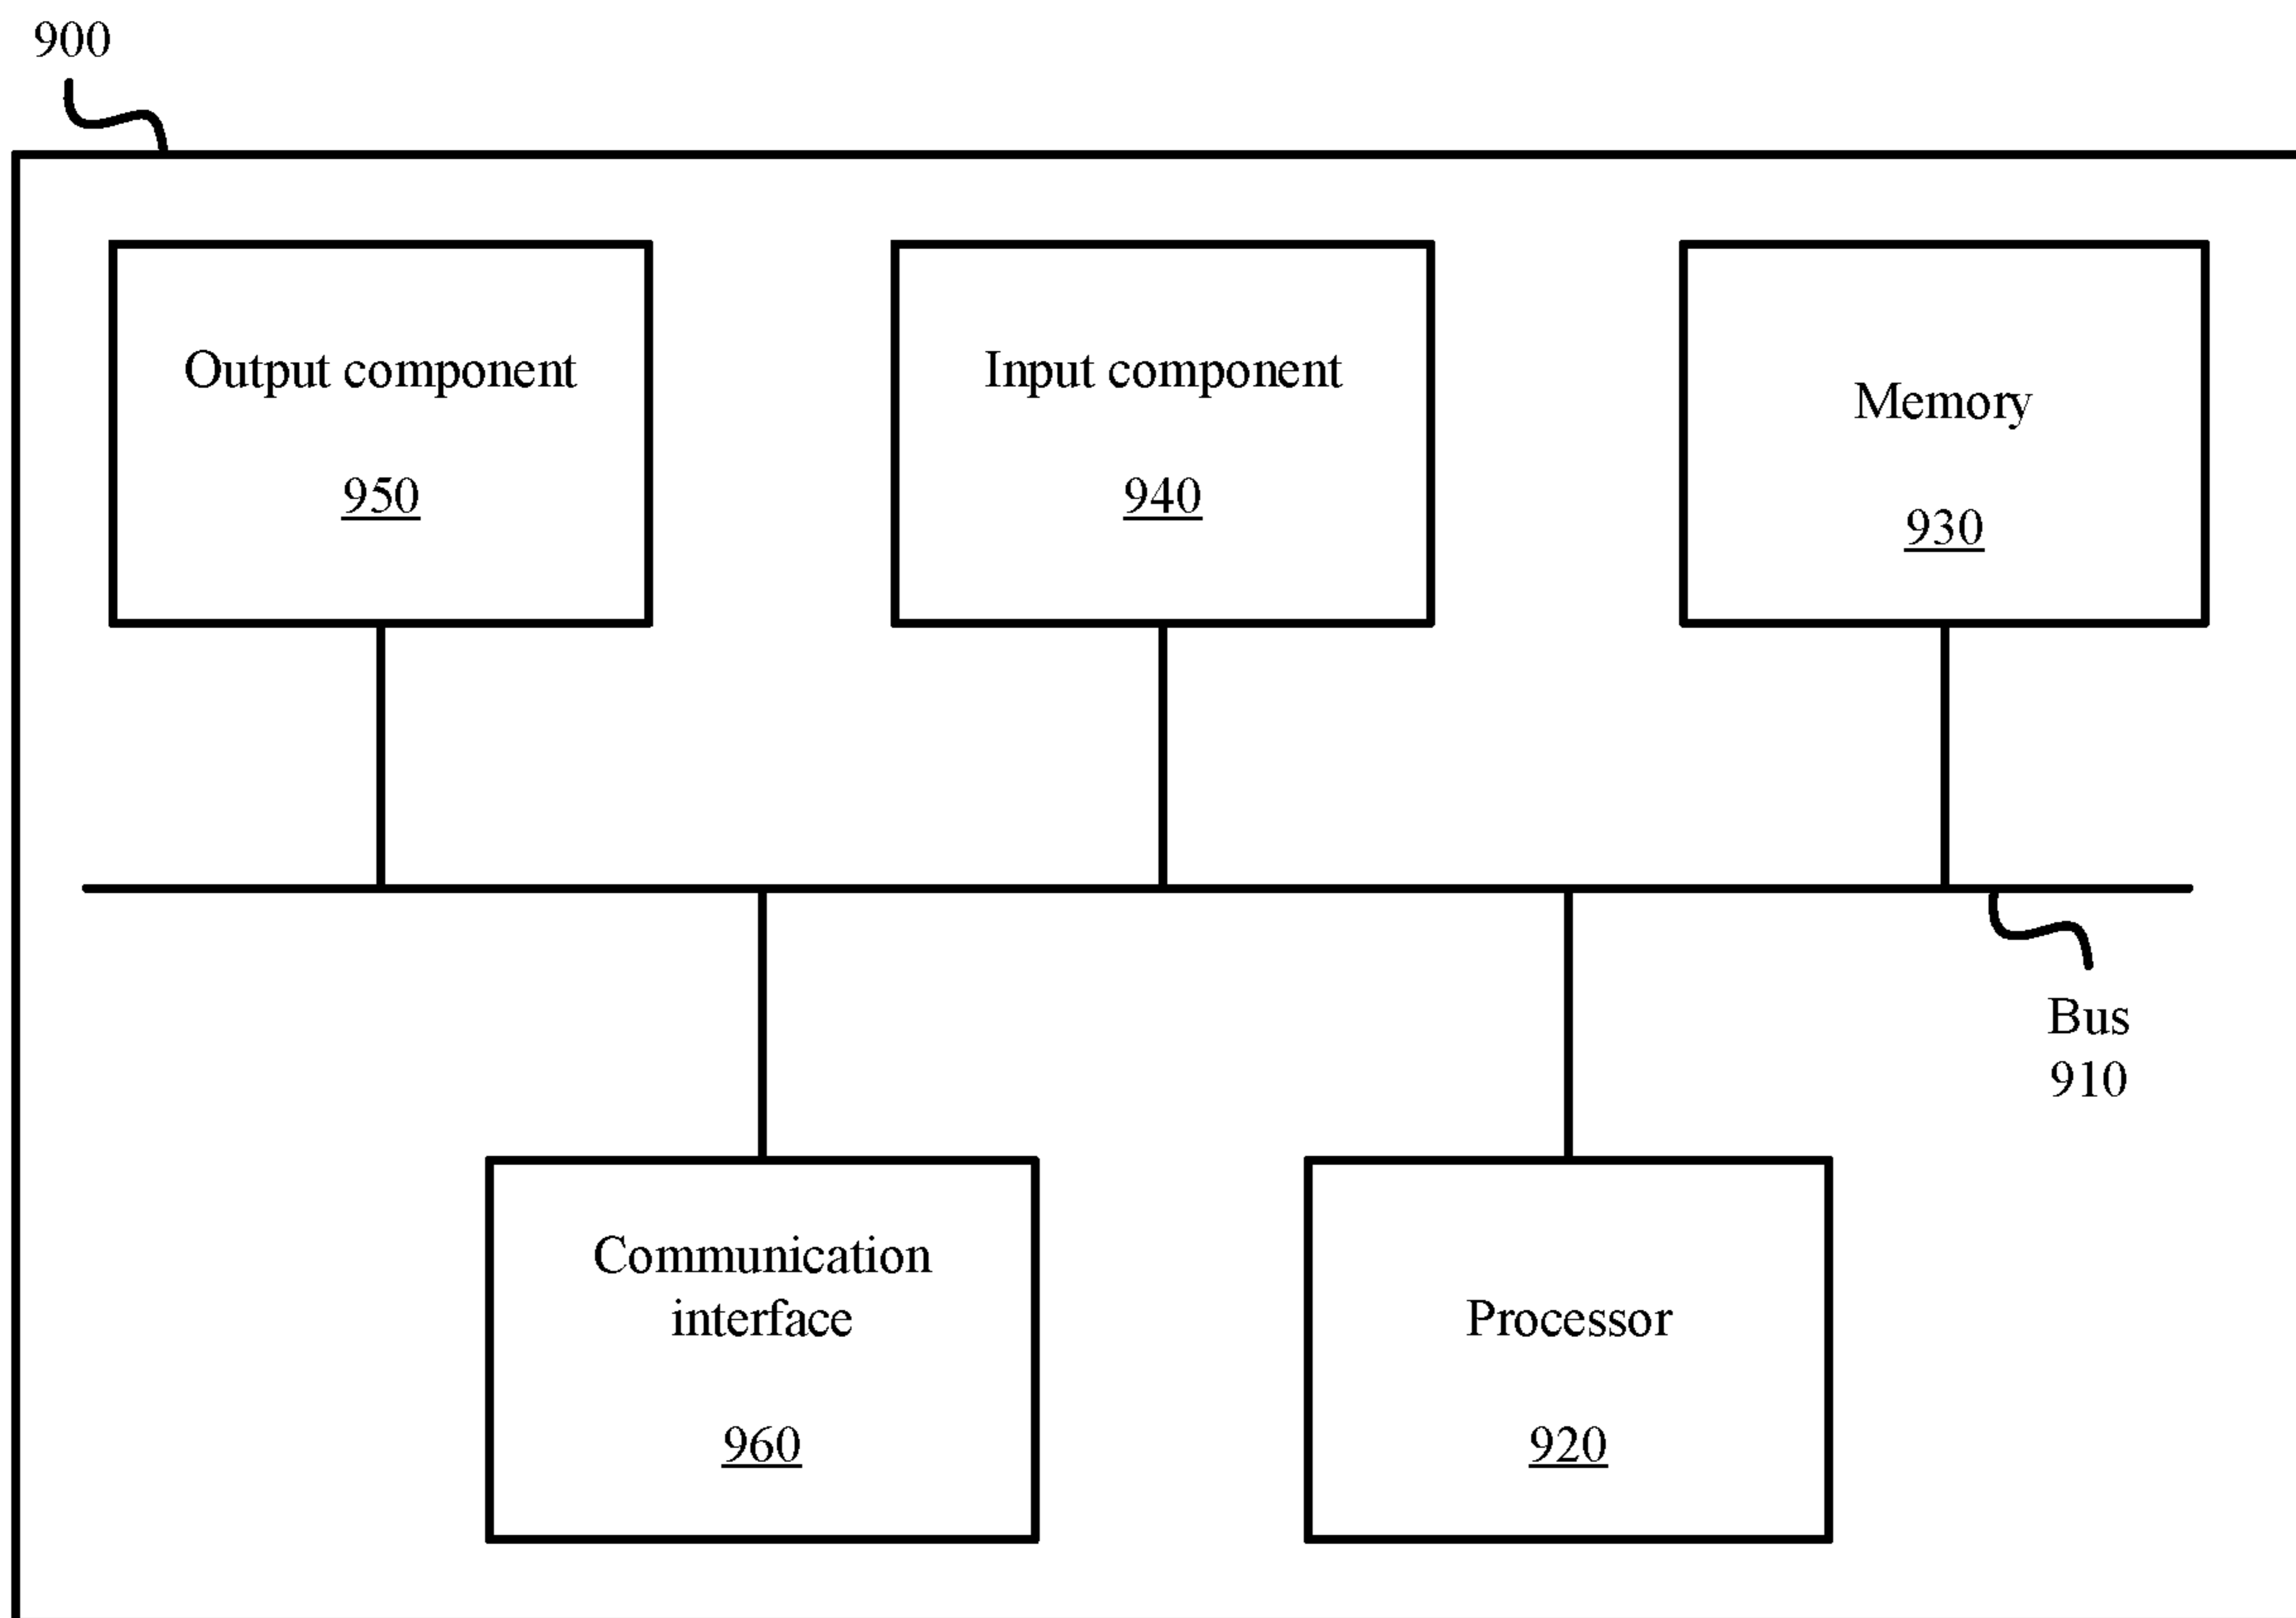 900
Output component
950
Input component
940
Memory
930
Bus
910
Communication
interface
960
Processor
920